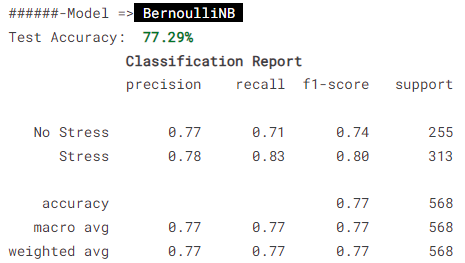 ######-Model => BernoulliNB
Test Accuracy: 77.29%
Classification Report
precision recall f1-score support
No Stress 0.77 0.71 0.74 255
Stress 0.78 0.83 0.80 313
accuracy 0.77 568
macro avg 0.77 0.77 0.77 568
weighted avg 0.77 0.77 0.77 568